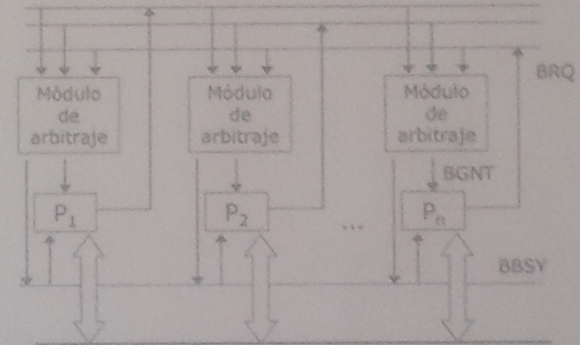 BRQ
Módulo
de
arbitraje
Módulo
de
arbitraje
Módulo
de
arbitraje
BGNT
P1
P2
...
Pn
BBSY